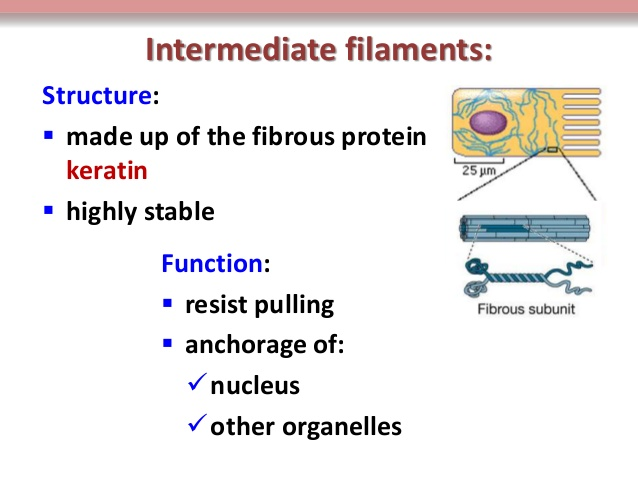 Intermediate filaments:
Structure:
▪ made up of the fibrous protein
keratin
▪ highly stable
25 μm
Fibrous subunit
Function:
▪ resist pulling
▪ anchorage of:
✓ nucleus
✓ other organelles